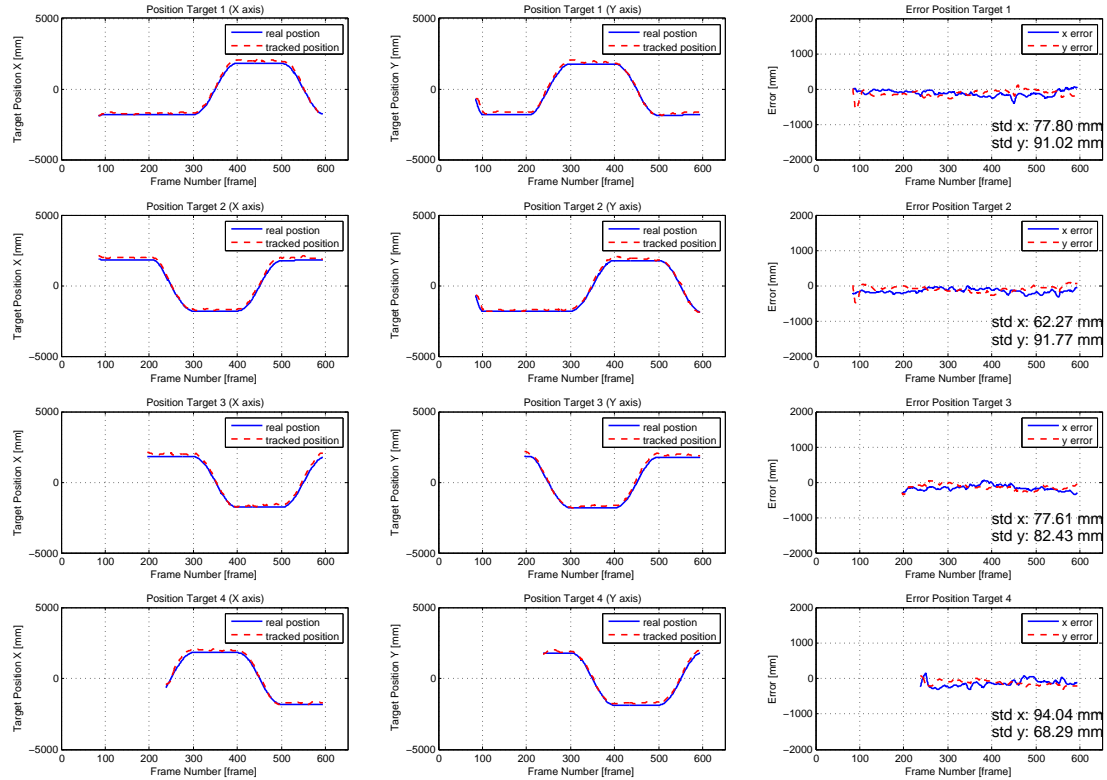 Position Target 1 (X axis)
5000
0
−5000
Target Position X [mm]
real postion
tracked position
0 100 200 300 400 500 600
Frame Number [frame]
Position Target 1 (Y axis)
5000
0
−5000
Target Position Y [mm]
real postion
tracked position
0 100 200 300 400 500 600
Frame Number [frame]
Error Position Target 1
2000
1000
0
−1000
−2000
Error [mm]
x error
y error
std x: 77.80 mm
std y: 91.02 mm
0 100 200 300 400 500 600
Frame Number [frame]
Position Target 2 (X axis)
5000
0
−5000
Target Position X [mm]
real postion
tracked position
0 100 200 300 400 500 600
Frame Number [frame]
Position Target 2 (Y axis)
5000
0
−5000
Target Position Y [mm]
real postion
tracked position
0 100 200 300 400 500 600
Frame Number [frame]
Error Position Target 2
2000
1000
0
−1000
−2000
Error [mm]
x error
y error
std x: 62.27 mm
std y: 91.77 mm
0 100 200 300 400 500 600
Frame Number [frame]
Position Target 3 (X axis)
5000
0
−5000
Target Position X [mm]
real postion
tracked position
0 100 200 300 400 500 600
Frame Number [frame]
Position Target 3 (Y axis)
5000
0
−5000
Target Position Y [mm]
real postion
tracked position
0 100 200 300 400 500 600
Frame Number [frame]
Error Position Target 3
2000
1000
0
−1000
−2000
Error [mm]
x error
y error
std x: 77.61 mm
std y: 82.43 mm
0 100 200 300 400 500 600
Frame Number [frame]
Position Target 4 (X axis)
5000
0
−5000
Target Position X [mm]
real postion
tracked position
0 100 200 300 400 500 600
Frame Number [frame]
Position Target 4 (Y axis)
5000
0
−5000
Target Position Y [mm]
real postion
tracked position
0 100 200 300 400 500 600
Frame Number [frame]
Error Position Target 4
2000
1000
0
−1000
−2000
Error [mm]
x error
y error
std x: 94.04 mm
std y: 68.29 mm
0 100 200 300 400 500 600
Frame Number [frame]